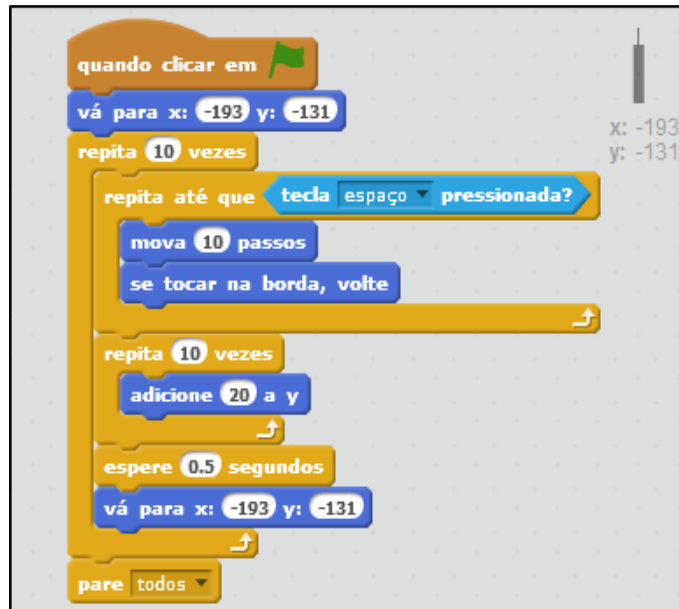 quando clicar em
vá para x: -193 y: -131
repita 10 vezes
repita até que tecla espaço pressionada?
mova 10 passos
se tocar na borda, volte
repita 10 vezes
adicione 20 a y
espere 0.5 segundos
vá para x: -193 y: -131
pare todos
x: -193
y: -131